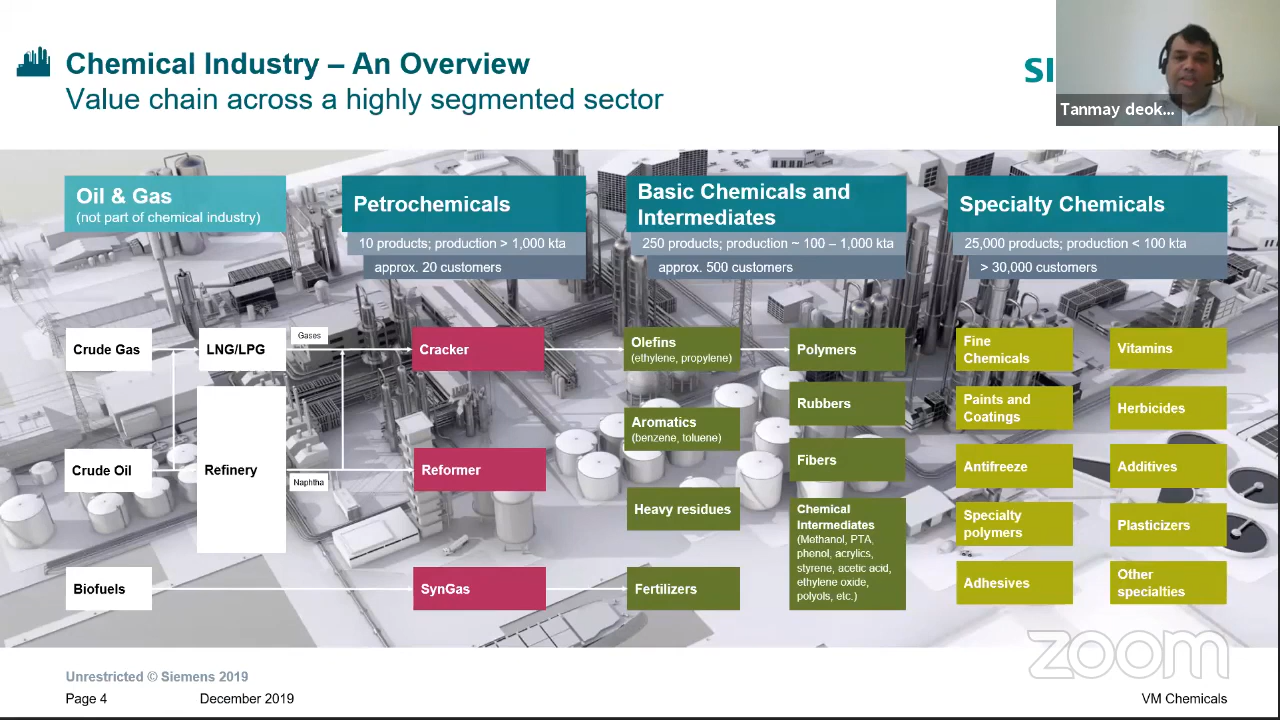 Chemical Industry – An Overview
Value chain across a highly segmented sector
SI
Tanmay deok...
Oil & Gas
(not part of chemical industry)
Petrochemicals
10 products; production > 1,000 kta
approx. 20 customers
Basic Chemicals and
Intermediates
250 products; production ~ 100 – 1,000 kta
approx. 500 customers
Specialty Chemicals
25,000 products; production < 100 kta
> 30,000 customers
Crude Gas
LNG/LPG
Gases
Cracker
Olefins
(ethylene, propylene)
Polymers
Fine
Chemicals
Vitamins
Rubbers
Paints and
Coatings
Herbicides
Aromatics
(benzene, toluene)
Crude Oil
Refinery
Naphtha
Reformer
Fibers
Antifreeze
Additives
Heavy residues
Chemical
Intermediates
(Methanol, PTA,
phenol, acrylics,
styrene, acetic acid,
ethylene oxide,
polyols, etc.)
Specialty
polymers
Plasticizers
Biofuels
SynGas
Fertilizers
Adhesives
Other
specialties
zoom
Unrestricted © Siemens 2019
Page 4
December 2019
VM Chemicals